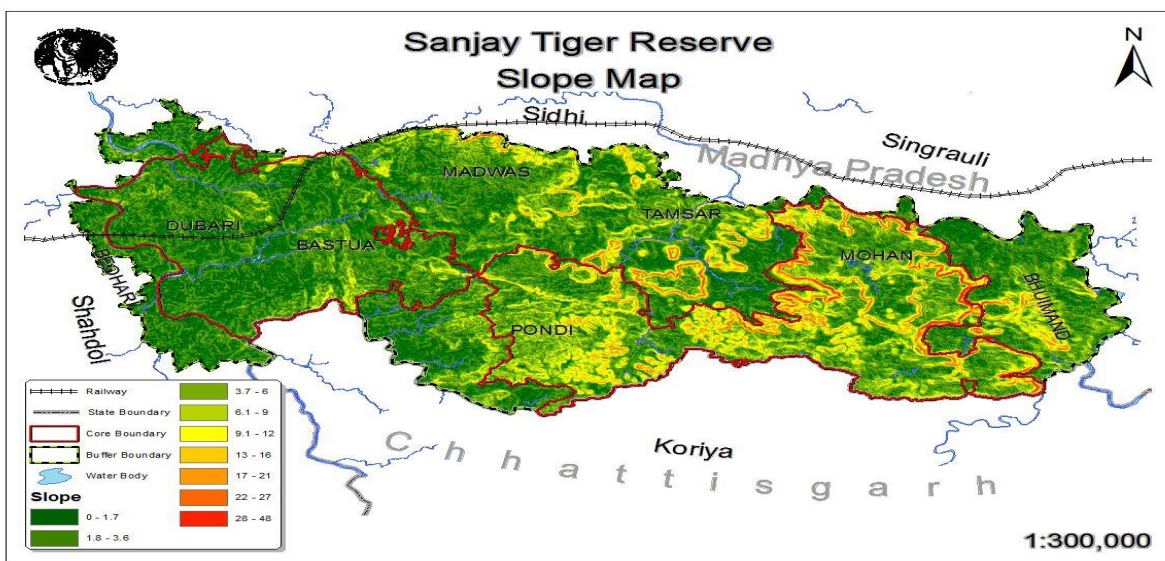 Sanjay Tiger Reserve
Slope Map
N
Sidhi
Singrauli
Madhya Pradesh
MADWAS
TAMSAR
DUBARI
BASTUA
MOHAN
BEOHARI
BHUIMAND
Shahdol
PONDI
Koriya
Chhattisgarh
Railway
State Boundary
Core Boundary
Buffer Boundary
Water Body
Slope
0 - 1.7
1.8 - 3.6
3.7 - 6
6.1 - 9
9.1 - 12
13 - 16
17 - 21
22 - 27
28 - 48
1:300,000